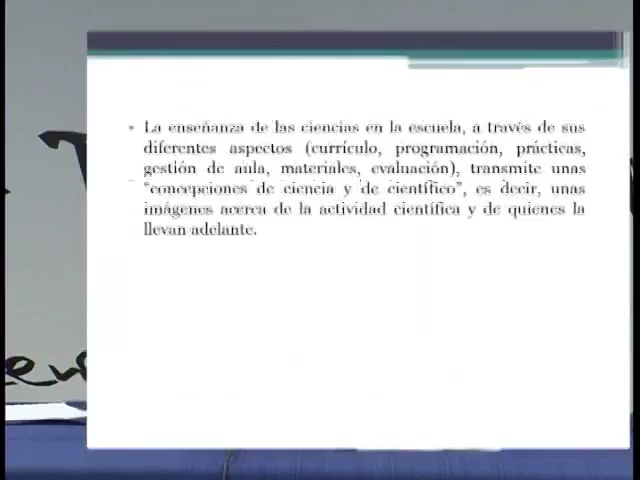 • La enseñanza de las ciencias en la escuela, a través de sus
diferentes aspectos (currículo, programación, prácticas,
gestión de aula, materiales, evaluación), transmite unas
“concepciones de ciencia y de científico”, es decir, unas
imágenes acerca de la actividad científica y de quienes la
llevan adelante.